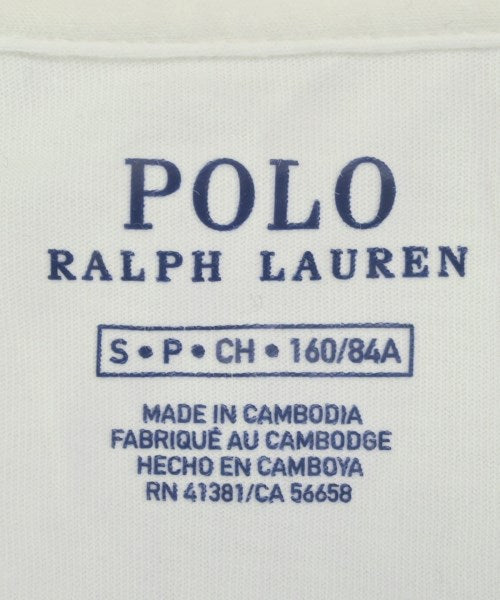 POLO
RALPH LAUREN
S • P • CH • 160/84A
MADE IN CAMBODIA
FABRIQUÉ AU CAMBODGE
HECHO EN CAMBOYA
RN 41381/CA 56658